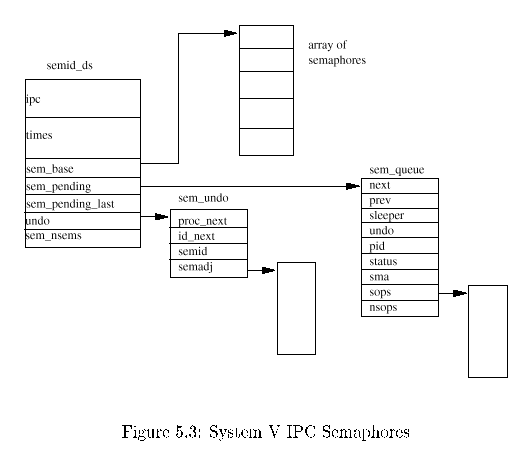 array of
semaphores
semid_ds
ipc
times
sem_base
sem_pending
sem_pending_last
undo
sem_nsems
sem_undo
proc_next
id_next
semid
semadj
sem_queue
next
prev
sleeper
undo
pid
status
sma
sops
nsops
Figure 5.3: System V IPC Semaphores